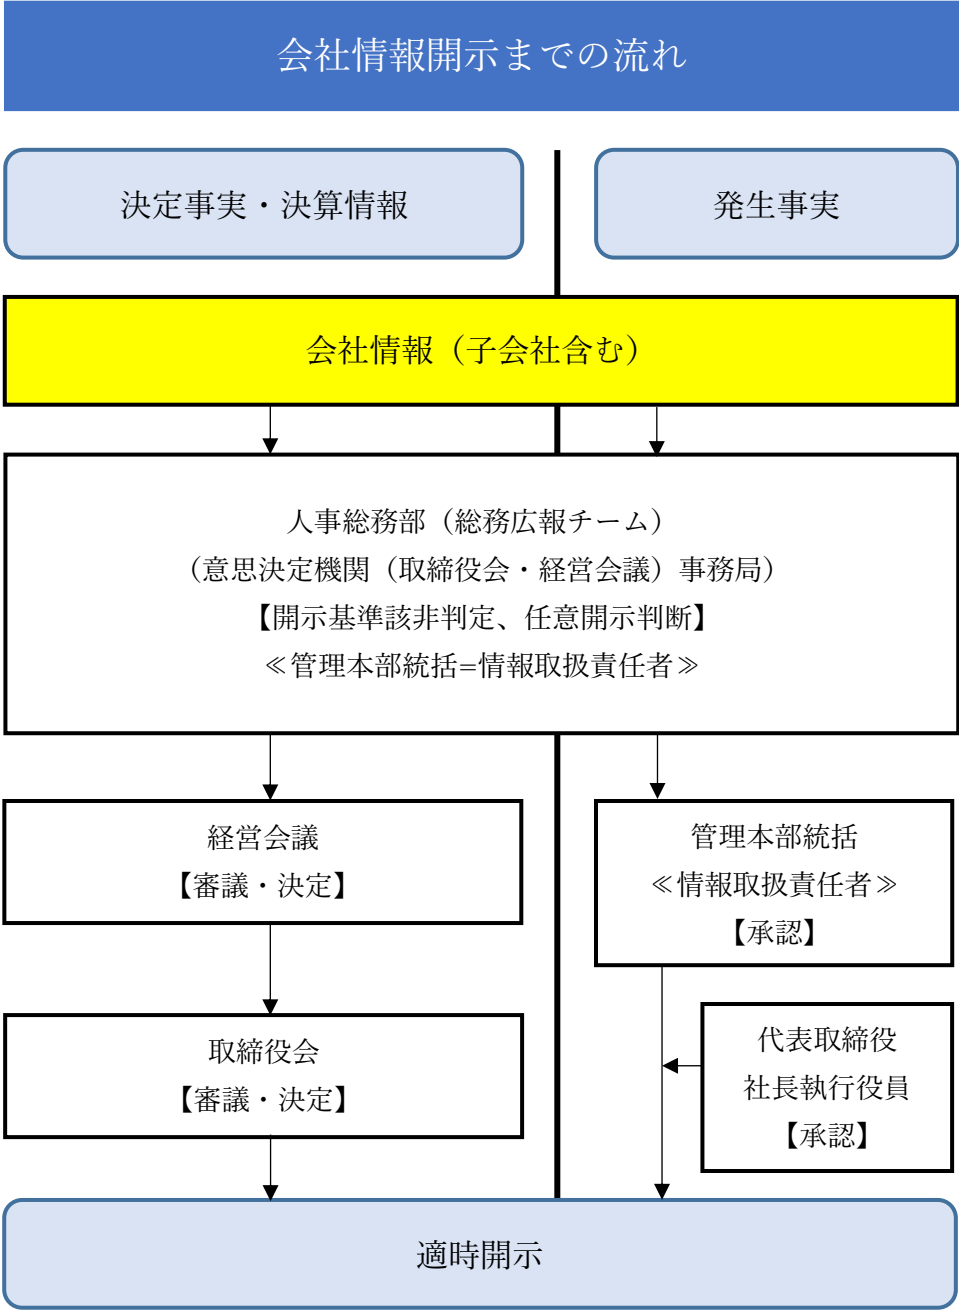 会社情報開示までの流れ
決定事実・決算情報
発生事実
会社情報（子会社含む）
人事総務部（総務広報チーム）
（意思決定機関（取締役会・経営会議）事務局）
【開示基準該非判定、任意開示判断】
≪管理本部統括=情報取扱責任者≫
経営会議
【審議・決定】
取締役会
【審議・決定】
管理本部統括
≪情報取扱責任者≫
【承認】
代表取締役
社長執行役員
【承認】
適時開示